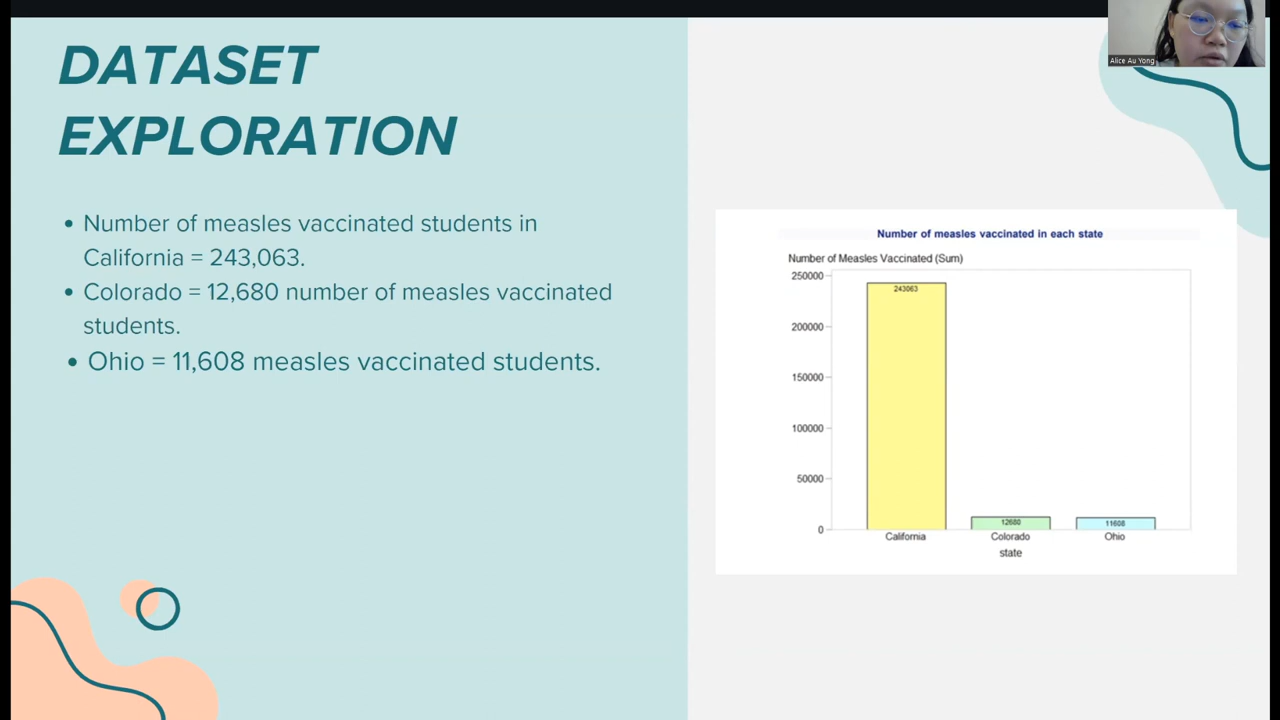 DATASET
EXPLORATION
• Number of measles vaccinated students in
California = 243,063.
• Colorado = 12,680 number of measles vaccinated
students.
• Ohio = 11,608 measles vaccinated students.
Alice Au Yong
Number of measles vaccinated in each state
Number of Measles Vaccinated (Sum)
250000
200000
150000
100000
50000
0
243063
12680
11608
California
Colorado
Ohio
state